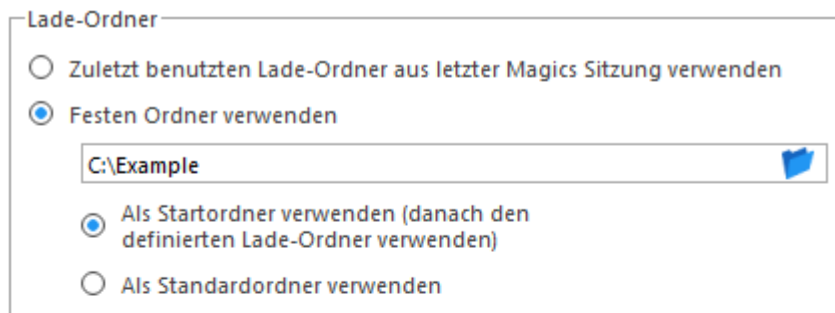 Lade-Ordner
Zuletzt benutzten Lade-Ordner aus letzter Magics Sitzung verwenden
Festen Ordner verwenden
C:\Example
Als Startordner verwenden (danach den
definierten Lade-Ordner verwenden)
Als Standardordner verwenden